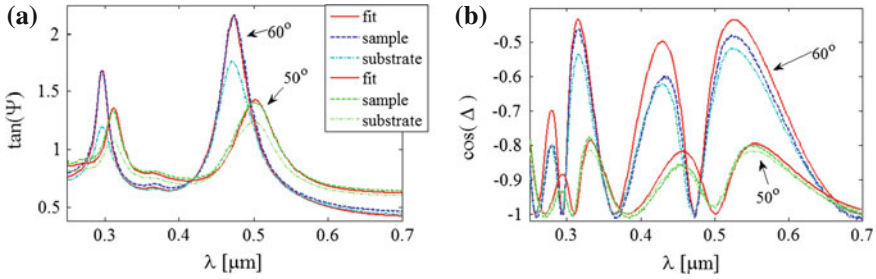 (a)
tan(Ψ)
2
1.5
1
0.5
0.3
0.4
0.5
0.6
0.7
λ [μm]
60°
50°
fit
sample
substrate
fit
sample
substrate
(b)
cos(Δ)
-0.5
-0.6
-0.7
-0.8
-0.9
-1
0.3
0.4
0.5
0.6
0.7
λ [μm]
60°
50°